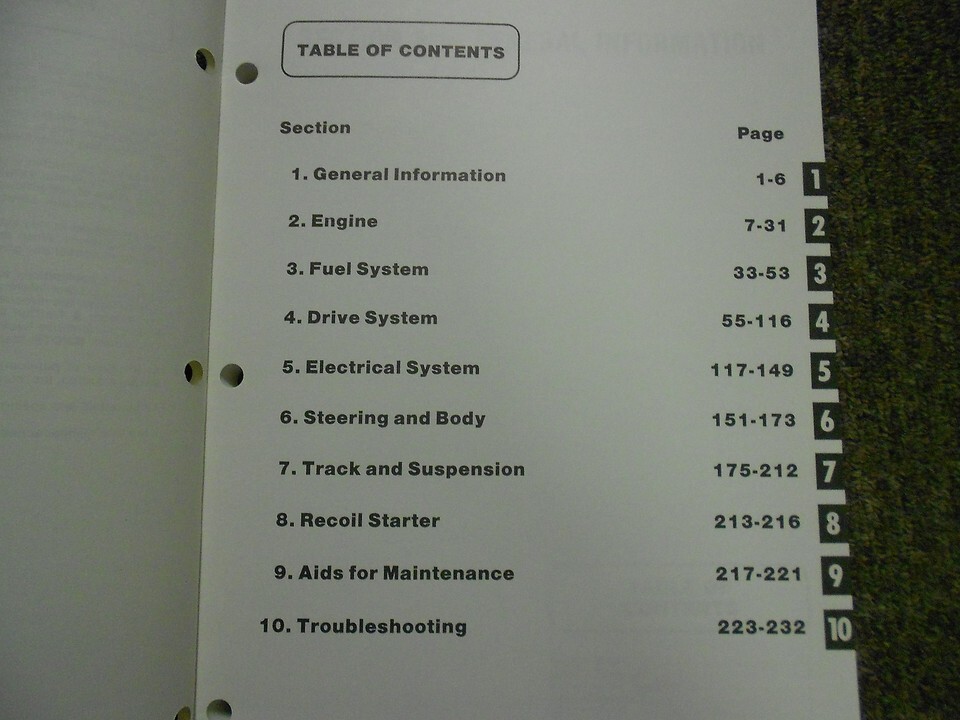 TABLE OF CONTENTS
Section Page
1. General Information 1-6 1
2. Engine 7-31 2
3. Fuel System 33-53 3
4. Drive System 55-116 4
5. Electrical System 117-149 5
6. Steering and Body 151-173 6
7. Track and Suspension 175-212 7
8. Recoil Starter 213-216 8
9. Aids for Maintenance 217-221 9
10. Troubleshooting 223-232 10